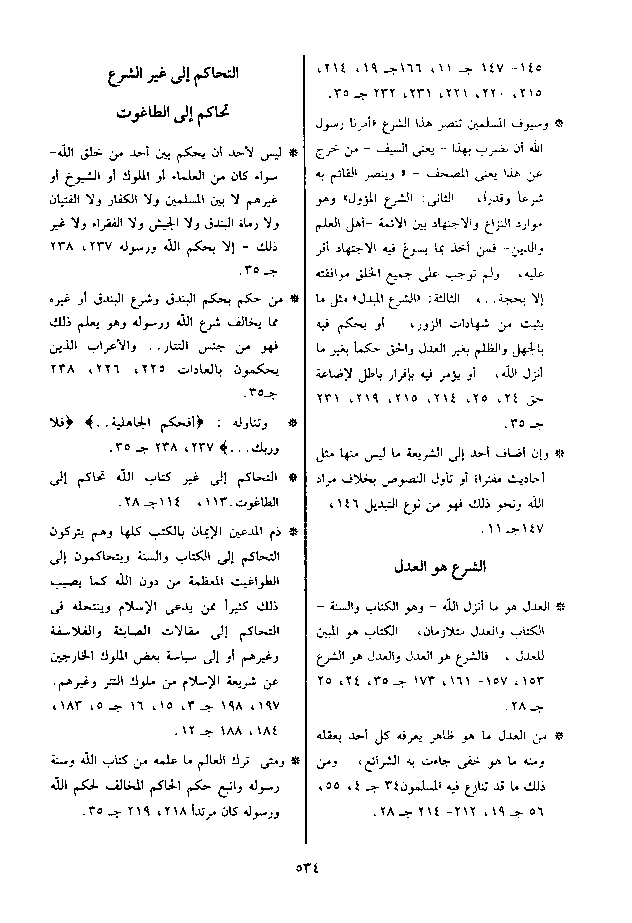 ١٤٥- ١٤٧ جـ ١١، ١٦٦جـ ١٩، ٢١٤،
٢١٥، ٢٢٠، ٢٢١، ٢٣١، ٢٣٢ جـ ٣٥.
* وسيوف المسلمين تنصر هذا الشرع «أمرنا رسول
الله أن نضرب بهذا - يعنى السيف - من خرج
عن هذا يعنى المصحف - » وينصر القائم به
شرعاً وقدراً، الثانى: الشرع المؤول» وهو
موارد النزاع والاجتهاد بين الأئمة -أهل العلم
والدين- فمن أخذ بما يسوغ فيه الاجتهاد أقر
عليه، ولم توجب على جميع الخلق موافقته
إلا بحجة..، الثالثة: «الشرع المبدل» مثل ما
يثبت من شهادات الزور، أو يحكم فيه
بالجهل والظلم بغير العدل والحق حكماً بغير ما
أنزل الله، أو يؤمر فيه بإقرار باطل لإضاعة
حق ٢٤، ٢٥، ٢١٤، ٢١٥، ٢١٩، ٢٣١
جـ ٣٥.
* وإن أضاف أحد إلى الشريعة ما ليس منها مثل
أحاديث مفتراة أو تأول النصوص بخلاف مراد
الله ونحو ذلك فهو من نوع التبديل ١٤٦،
١٤٧جـ ١١.
الشرع هو العدل
* العدل هو ما أنزل الله - وهو الكتاب والسنة -
الكتاب والعدل متلازمان، الكتاب هو المبين
للعدل ، فالشرع هو العدل والعدل هو الشرع
١٥٣، ١٥٧- ١٦١، ١٧٣ جـ ٣٥، ٢٤، ٢٥
جـ ٢٨.
* من العدل ما هو ظاهر يعرفه كل أحد بعقله
ومنه ما هو خفى جاءت به الشرائع، ومن
ذلك ما قد تنازع فيه المسلمون٣٤ جـ ٤، ٥٥،
٥٦ جـ ١٩، ٢١٢- ٢١٤ جـ ٢٨.
التحاكم إلى غير الشرع
تحاكم إلى الطاغوت
* ليس لأحد أن يحكم بين أحد من خلق الله-
سواء كان من العلماء أو الملوك أو الشيوخ أو
غيرهم لا بين المسلمين ولا الكفار ولا الفتيان
ولا رماة البندق ولا الجيش ولا الفقراء ولا غير
ذلك - إلا بحكم الله ورسوله ٢٣٧، ٢٣٨
جـ ٣٥.
* من حكم بحكم البندق وشرع البندق أو غيره
مما يخالف شرع الله ورسوله وهو يعلم ذلك
فهو من جنس التتار.. والأعراب الذين
يحكمون بالعادات ٢٢٥، ٢٢٦، ٢٣٨
جـ٣٥.
* وتناوله : ﴿أفحكم الجاهلية..﴾ ﴿فلا
وربك...﴾ ٢٣٧، ٢٣٨ جـ ٣٥.
* التحاكم إلى غير كتاب الله تحاكم إلى
الطاغوت.١١٣، ١١٤جـ ٢٨.
* ذم المدعين الإيمان بالكتب كلها وهم يتركون
التحاكم إلى الكتاب والسنة ويتحاكمون إلى
الطواغيت المعظمة من دون الله كما يصيب
ذلك كثيراً ممن يدعى الإسلام وينتحله فى
التحاكم إلى مقالات الصابئة والفلاسفة
وغيرهم أو إلى سياسة بعض الملوك الخارجين
عن شريعة الإسلام من ملوك التتر وغيرهم.
١٩٧، ١٩٨ جـ ٣، ١٥، ١٦ جـ ٥، ١٨٣،
١٨٤، ١٨٨ جـ ١٢.
* ومتى ترك العالم ما علمه من كتاب الله وسنة
رسوله واتبع حكم الحاكم المخالف لحكم الله
ورسوله كان مرتداً ٢١٨، ٢١٩ جـ ٣٥.
٥٣٤